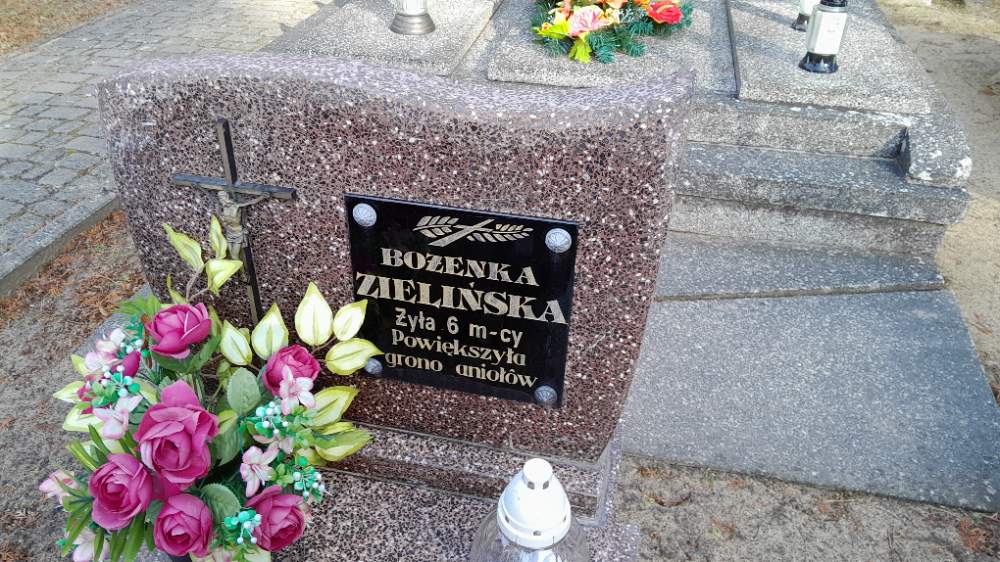 BOŻENKA
ZIELIŃSKA
Żyła 6 m-cy
Powiększyła
grono aniołów